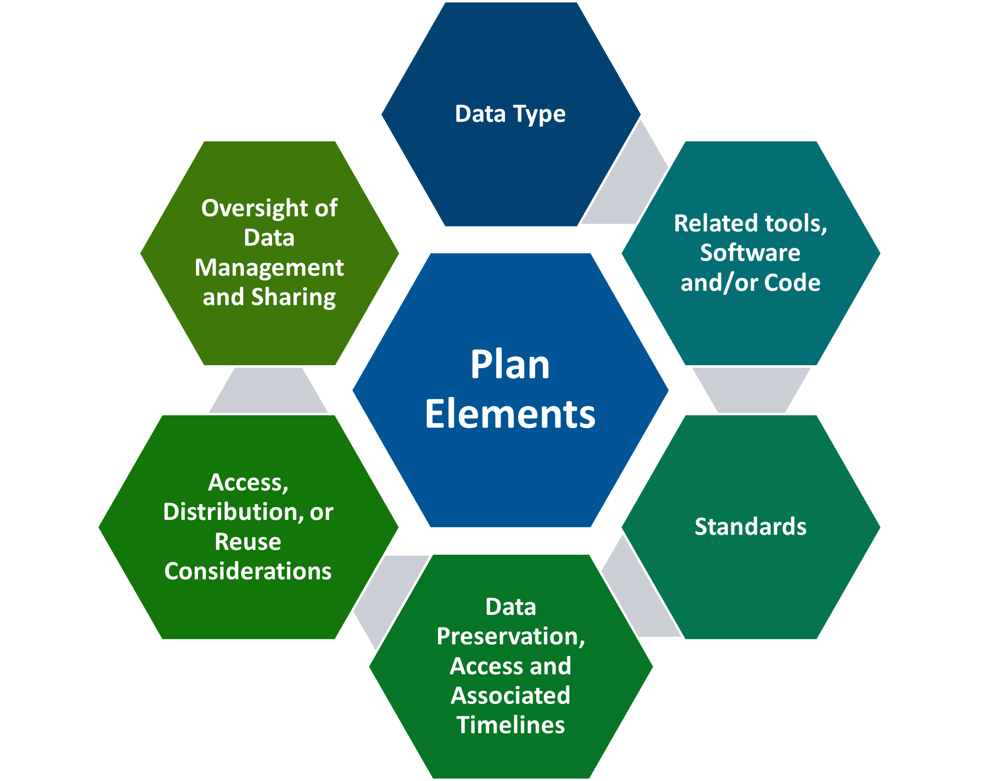 Data Type
Related tools,
Software
and/or Code
Standards
Data
Preservation,
Access and
Associated
Timelines
Access,
Distribution, or
Reuse
Considerations
Oversight of
Data
Management
and Sharing
Plan
Elements